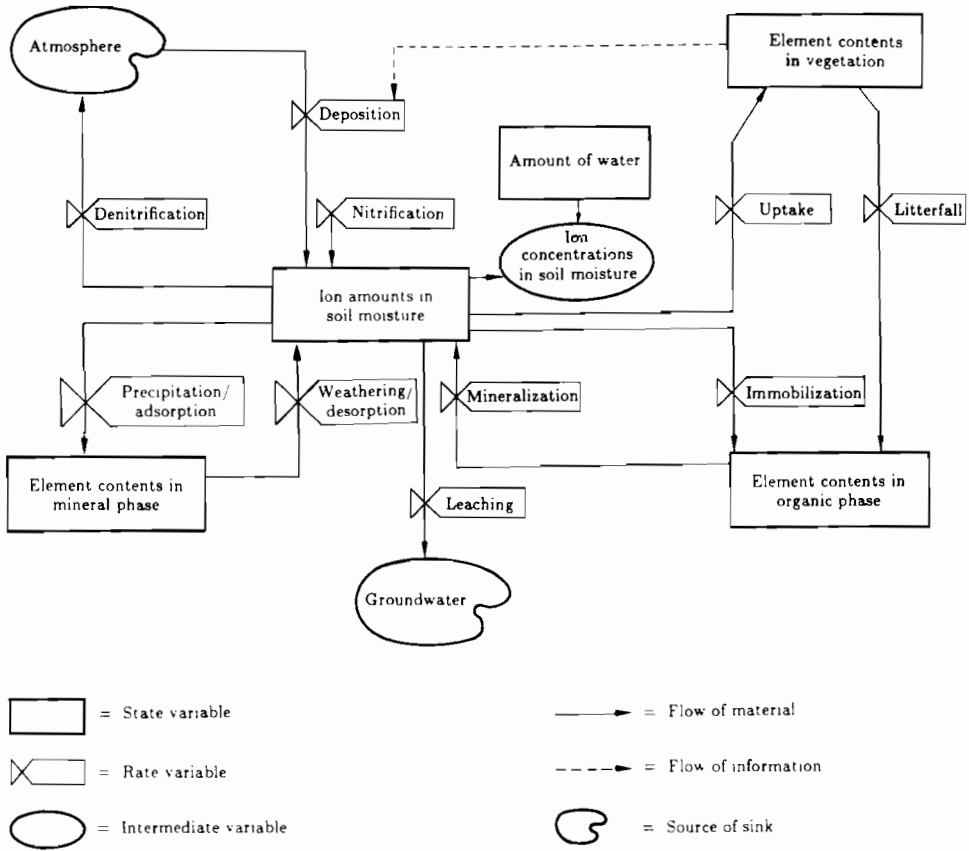 Atmosphere
Element contents
in vegetation
Deposition
Amount of water
Denitrification
Nitrification
Uptake
Litterfall
Ion
concentrations
in soil moisture
Ion amounts in
soil moisture
Precipitation/
adsorption
Weathering/
desorption
Mineralization
Immobilization
Element contents in
mineral phase
Leaching
Element contents in
organic phase
Groundwater
= State variable
= Flow of material
= Rate variable
= Flow of information
= Intermediate variable
= Source of sink